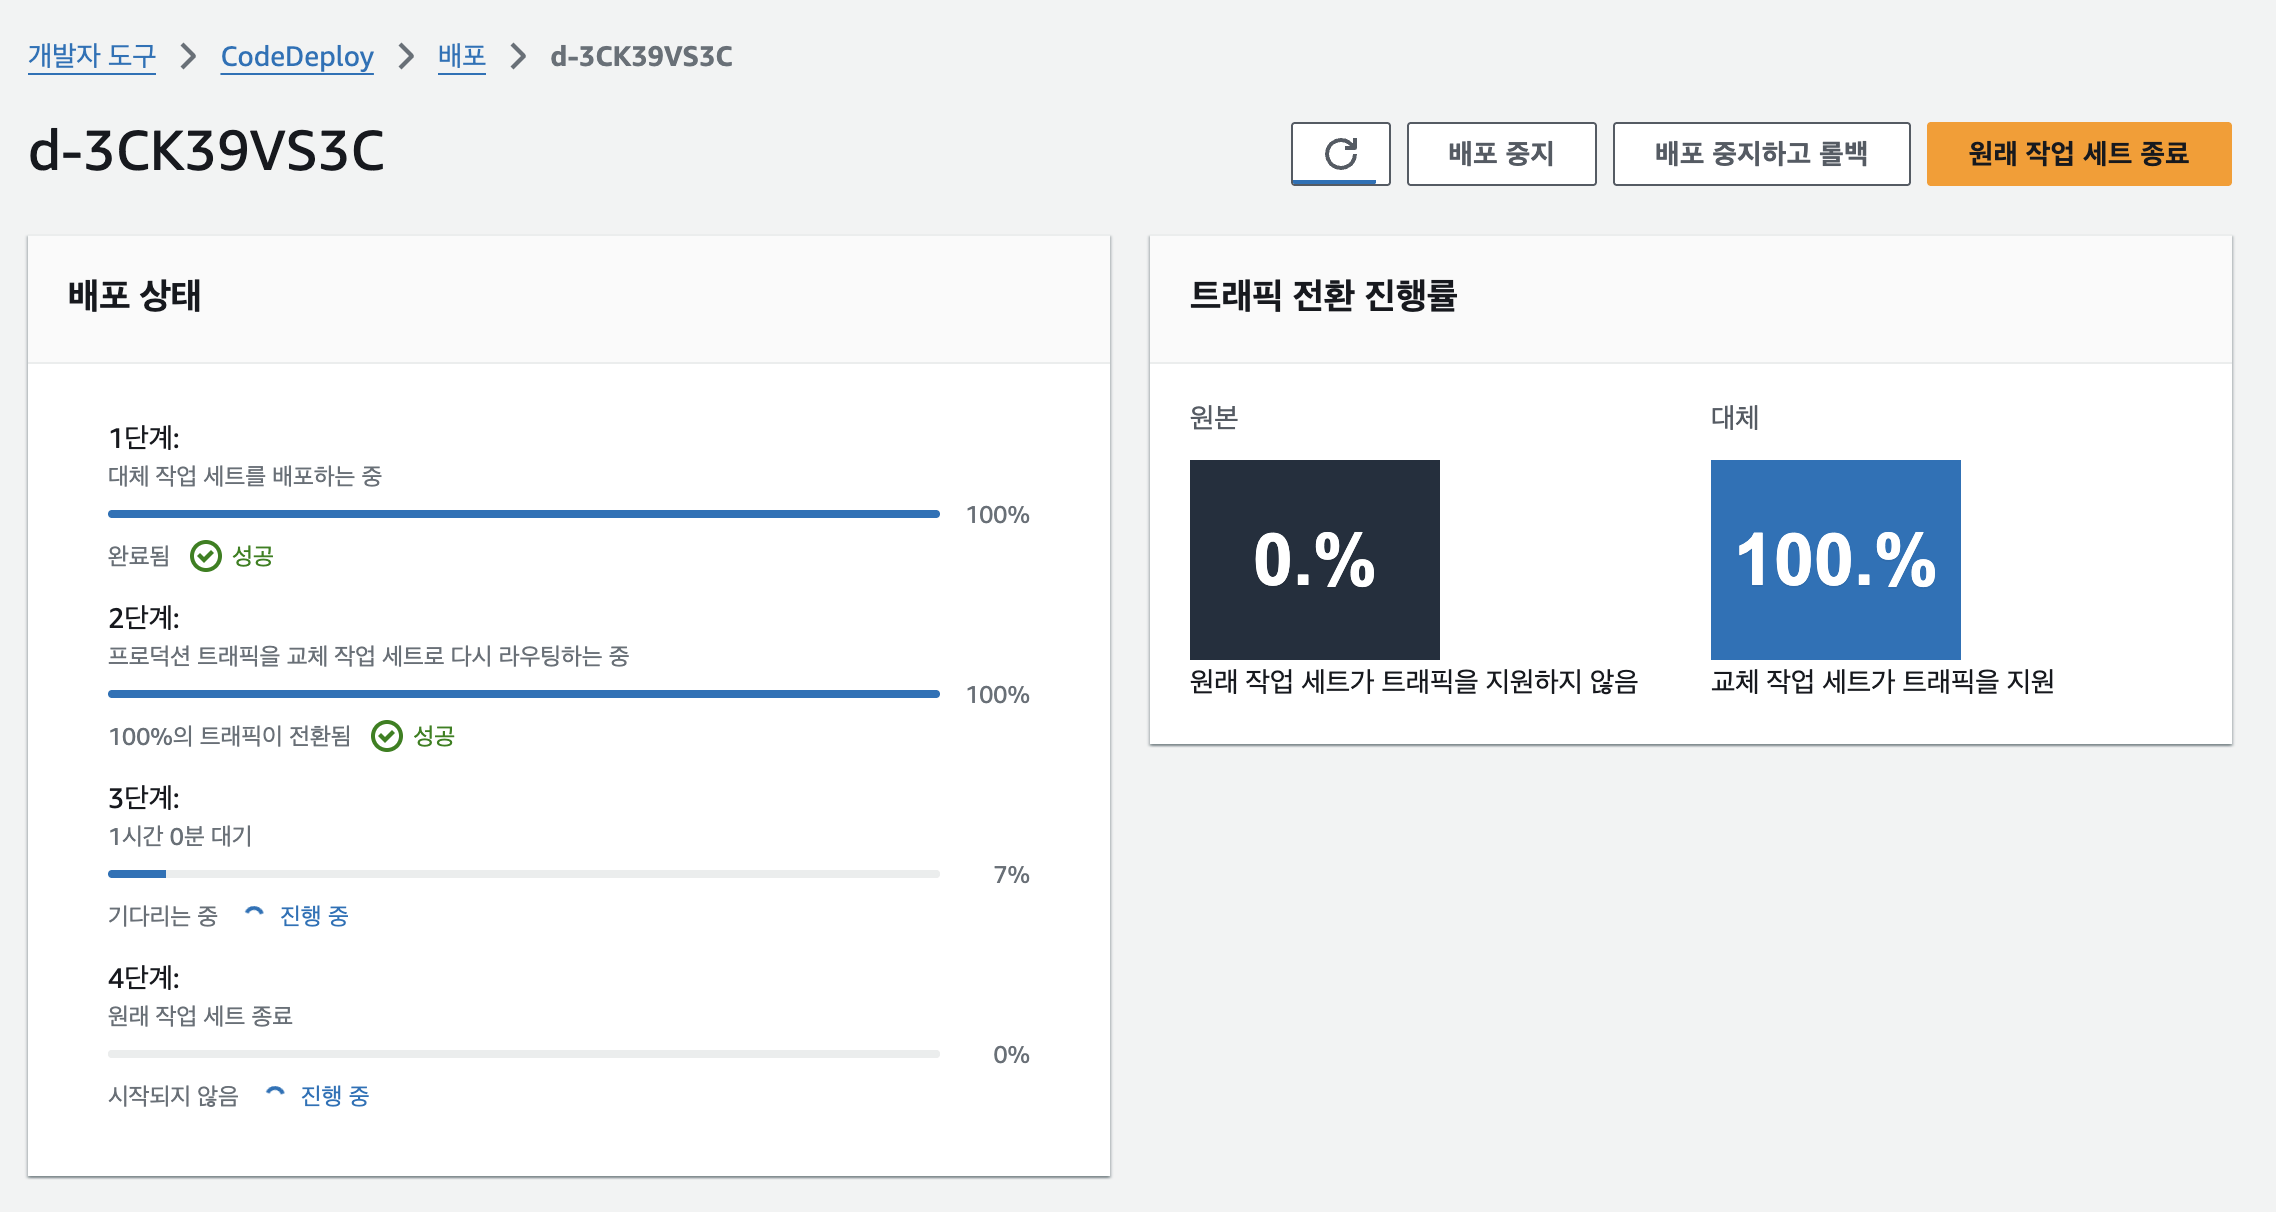 개발자 도구 > CodeDeploy > 배포 > d-3CK39VS3C
d-3CK39VS3C
배포 중지
배포 중지하고 롤백
원래 작업 세트 종료
배포 상태
1단계:
대체 작업 세트를 배포하는 중
100%
완료됨 성공
2단계:
프로덕션 트래픽을 교체 작업 세트로 다시 라우팅하는 중
100%
100%의 트래픽이 전환됨 성공
3단계:
1시간 0분 대기
7%
기다리는 중 진행 중
4단계:
원래 작업 세트 종료
0%
시작되지 않음 진행 중
트래픽 전환 진행률
원본
0.%
원래 작업 세트가 트래픽을 지원하지 않음
대체
100.%
교체 작업 세트가 트래픽을 지원